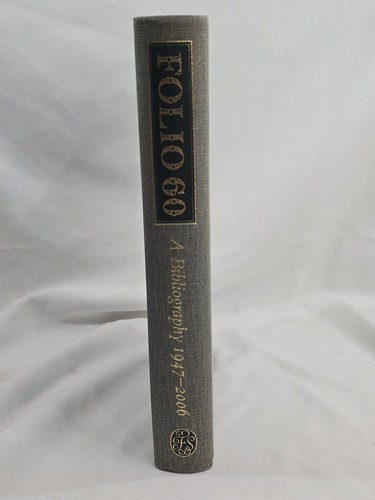 FOLIO 60
A Bibliography 1947–2006
FS